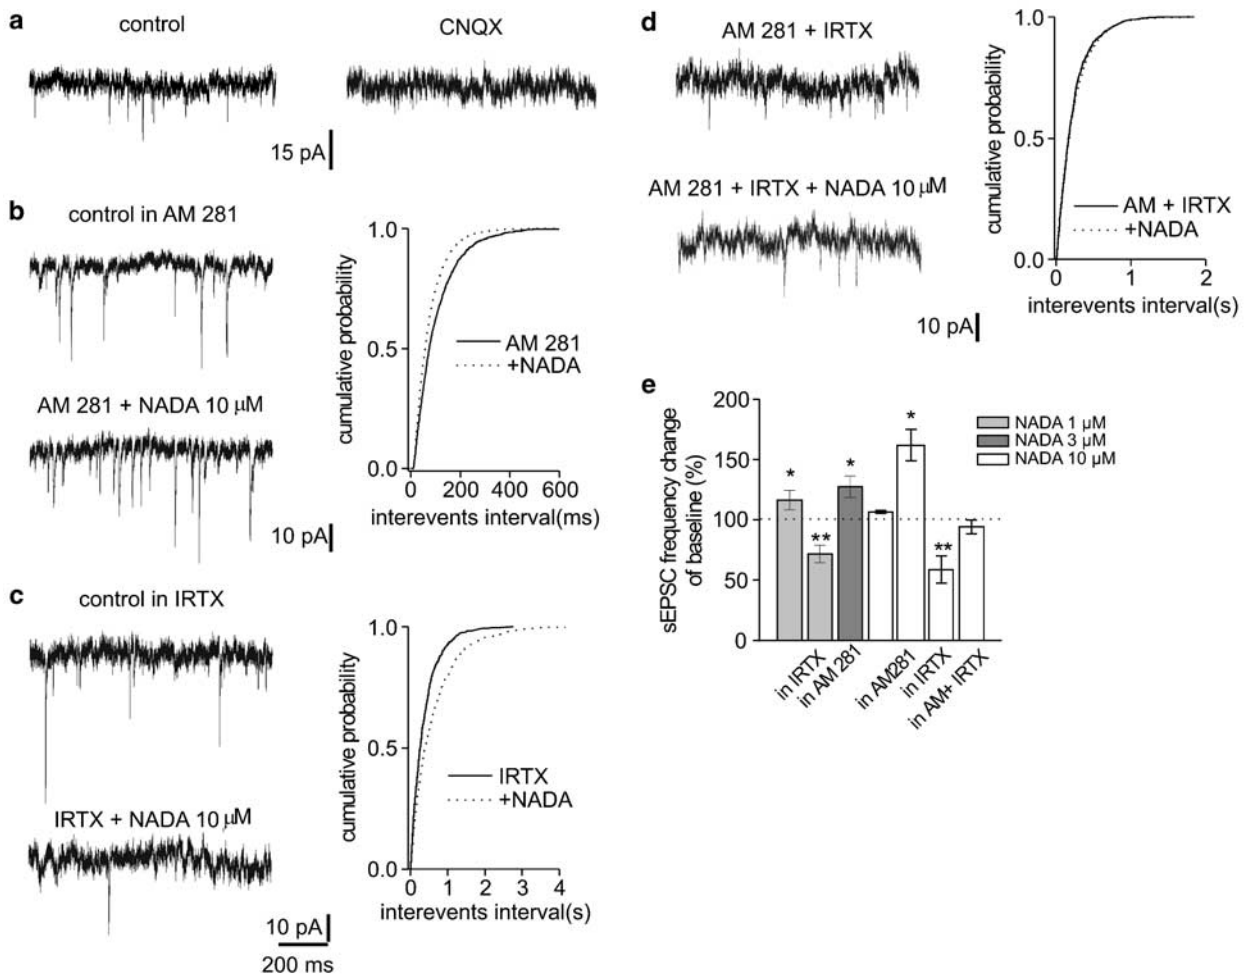 a
control
CNQX
15 pA
b
control in AM 281
AM 281 + NADA 10 μM
10 pA
cumulative probability
1.0
0.5
0.0
AM 281
+NADA
0 200 400 600
interevents interval(ms)
c
control in IRTX
IRTX + NADA 10 μM
10 pA
200 ms
cumulative probability
1.0
0.5
0.0
IRTX
+NADA
0 1 2 3 4
interevents interval(s)
d
AM 281 + IRTX
AM 281 + IRTX + NADA 10 μM
10 pA
cumulative probability
1.0
0.5
0.0
AM + IRTX
+NADA
0 1 2
interevents interval(s)
e
sEPSC frequency change
of baseline (%)
200
150
100
50
0
* ** * * **
NADA 1 μM
NADA 3 μM
NADA 10 μM
in IRTX
in AM 281
in AM281
in IRTX
in AM+ IRTX